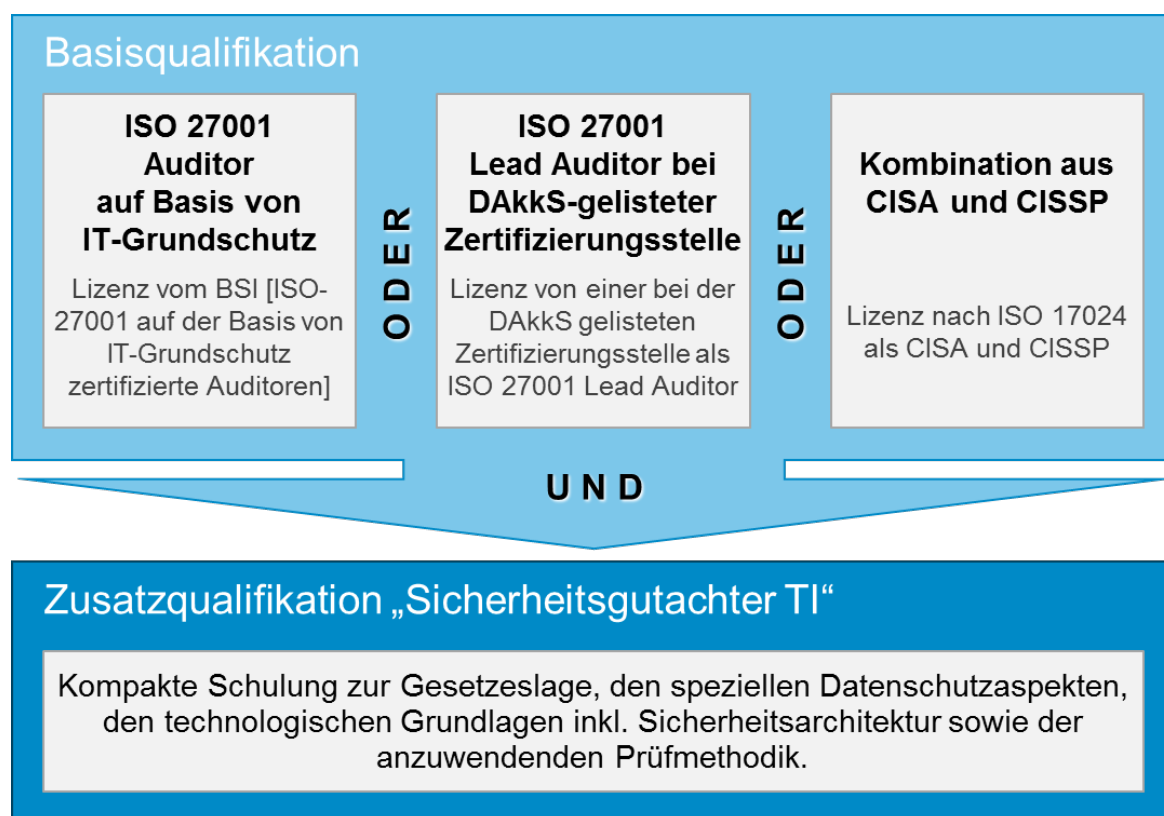 Basisqualifikation
ISO 27001
Auditor
auf Basis von
IT-Grundschutz
Lizenz vom BSI [ISO-
27001 auf der Basis von
IT-Grundschutz
zertifizierte Auditoren]
ODER
ISO 27001
Lead Auditor bei
DAkkS-gelisteter
Zertifizierungsstelle
Lizenz von einer bei der
DAkkS gelisteten
Zertifizierungsstelle als
ISO 27001 Lead Auditor
ODER
Kombination aus
CISA und CISSP
Lizenz nach ISO 17024
als CISA und CISSP
UND
Zusatzqualifikation „Sicherheitsgutachter TI“
Kompakte Schulung zur Gesetzeslage, den speziellen Datenschutzaspekten,
den technologischen Grundlagen inkl. Sicherheitsarchitektur sowie der
anzuwendenden Prüfmethodik.